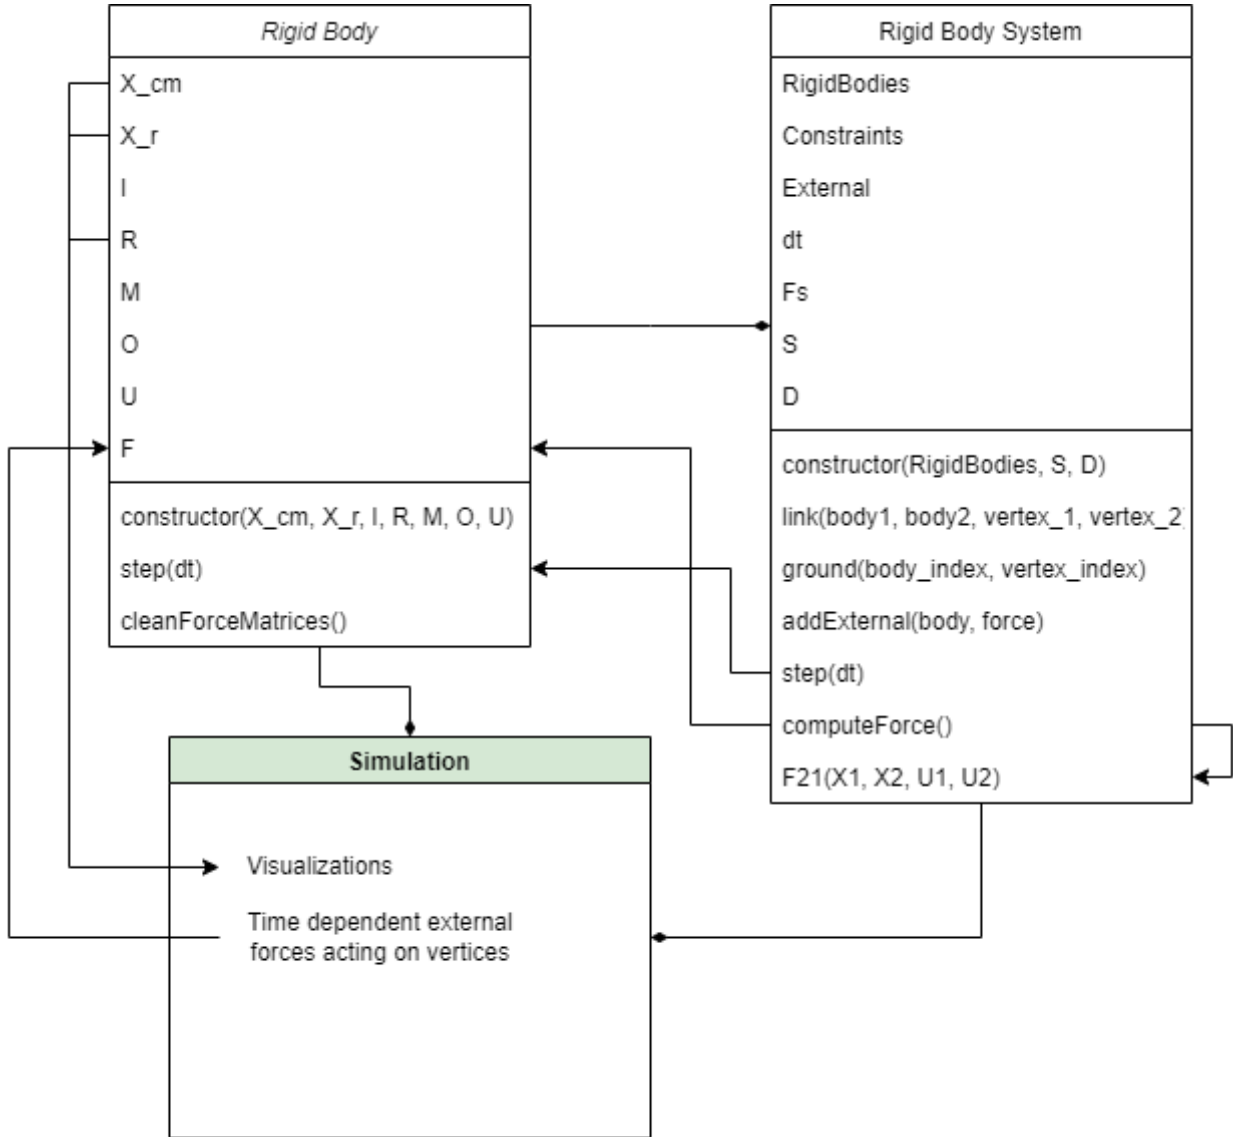 Rigid Body
X_cm
X_r
I
R
M
O
U
F
constructor(X_cm, X_r, I, R, M, O, U)
step(dt)
cleanForceMatrices()
Rigid Body System
RigidBodies
Constraints
External
dt
Fs
S
D
constructor(RigidBodies, S, D)
link(body1, body2, vertex_1, vertex_2)
ground(body_index, vertex_index)
addExternal(body, force)
step(dt)
computeForce()
F21(X1, X2, U1, U2)
Simulation
Visualizations
Time dependent external
forces acting on vertices